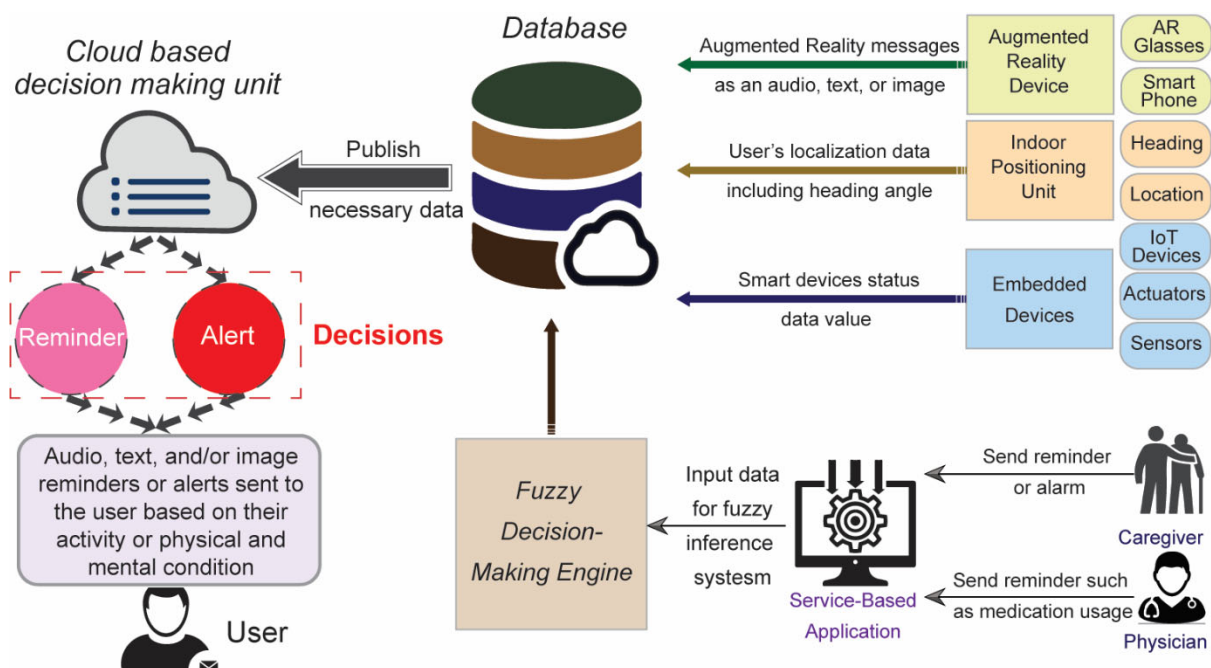 Cloud based
decision making unit
Publish
necessary data
Reminder
Alert
Decisions
Audio, text, and/or image
reminders or alerts sent to
the user based on their
activity or physical and
mental condition
User
Database
Augmented Reality messages
as an audio, text, or image
User's localization data
including heading angle
Smart devices status
data value
Augmented
Reality
Device
AR
Glasses
Smart
Phone
Indoor
Positioning
Unit
Heading
Location
Embedded
Devices
IoT
Devices
Actuators
Sensors
Fuzzy
Decision-
Making Engine
Input data
for fuzzy
inference
systesm
Service-Based
Application
Send reminder
or alarm
Caregiver
Send reminder such
as medication usage
Physician